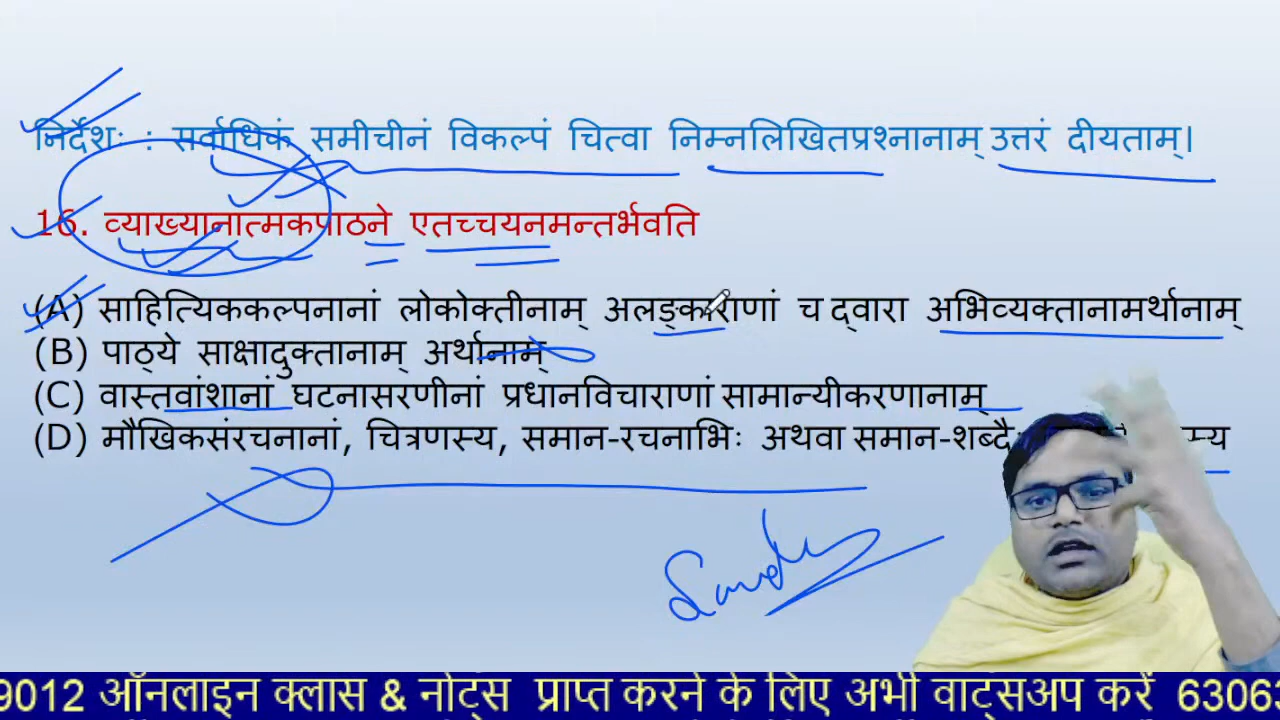 निर्देशः : सर्वाधिकं समीचीनं विकल्पं चित्वा निम्नलिखितप्रश्नानाम् उत्तरं दीयताम्।
16. व्याख्यानात्मकपाठने एतच्चयनमन्तर्भवति
(A) साहित्यिककल्पनानां लोकोक्तीनाम् अलङ्काराणां च द्वारा अभिव्यक्तानामर्थानाम्
(B) पाठ्ये साक्षादुक्तानाम् अर्थानाम्
(C) वास्तवांशानां घटनासरणीनां प्रधानविचाराणां सामान्यीकरणानाम्
(D) मौखिकसंरचनानां, चित्रणस्य, समान-रचनाभिः अथवा समान-शब्दैः
9012 ऑनलाइन क्लास & नोट्स प्राप्त करने के लिए अभी वाट्सअप करें 6306